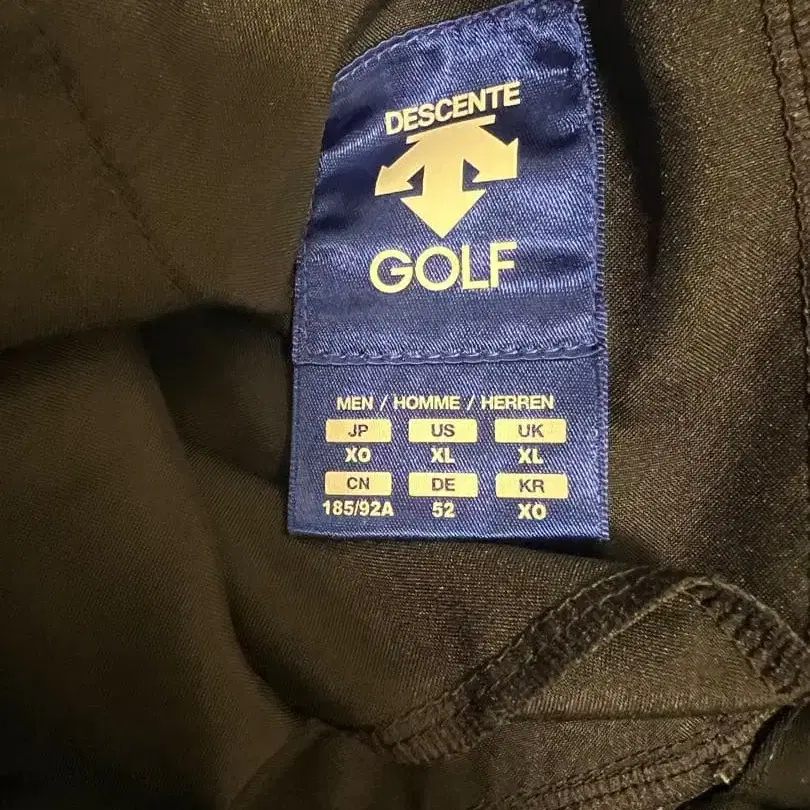 DESCENTE
GOLF
MEN / HOMME / HERREN
JP US UK
XO XL XL
CN DE KR
185/92A 52 XO